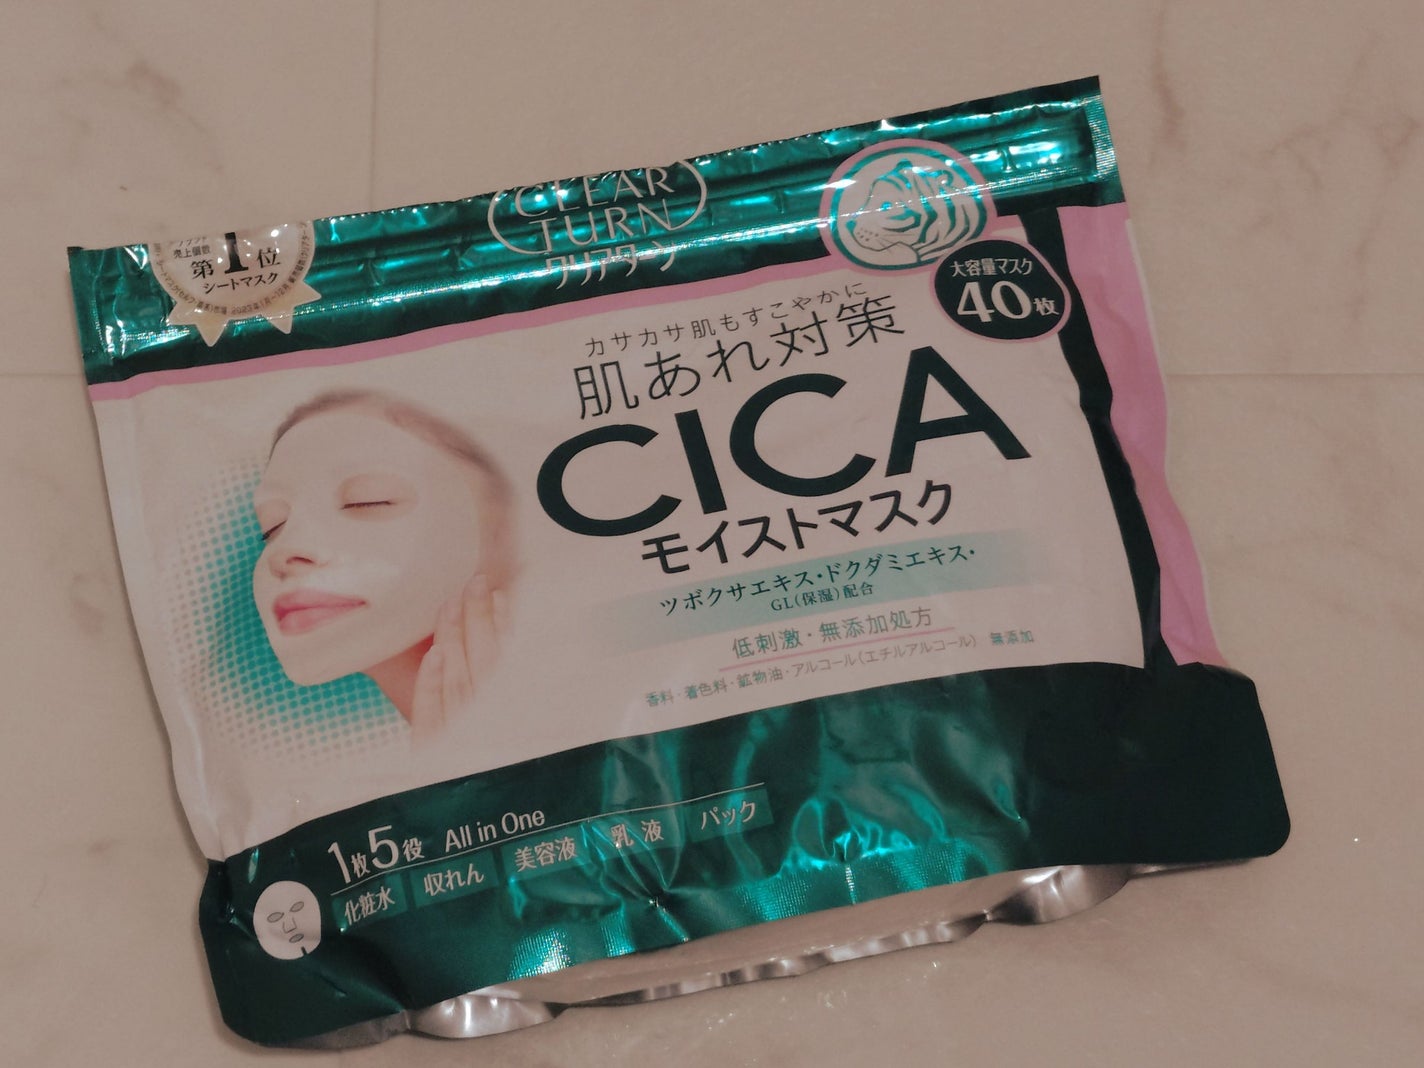 売上個数
第1位
シートマスク
CLEAR
TURN
クリアターン
大容量マスク
40枚
カサカサ肌もすこやかに
肌あれ対策
CICA
モイストマスク
ツボクサエキス・ドクダミエキス・
GL(保湿)配合
低刺激・無添加処方
香料・着色料・鉱物油・アルコール(エチルアルコール) 無添加
1枚5役 All in One
化粧水 収れん 美容液 乳液 パック